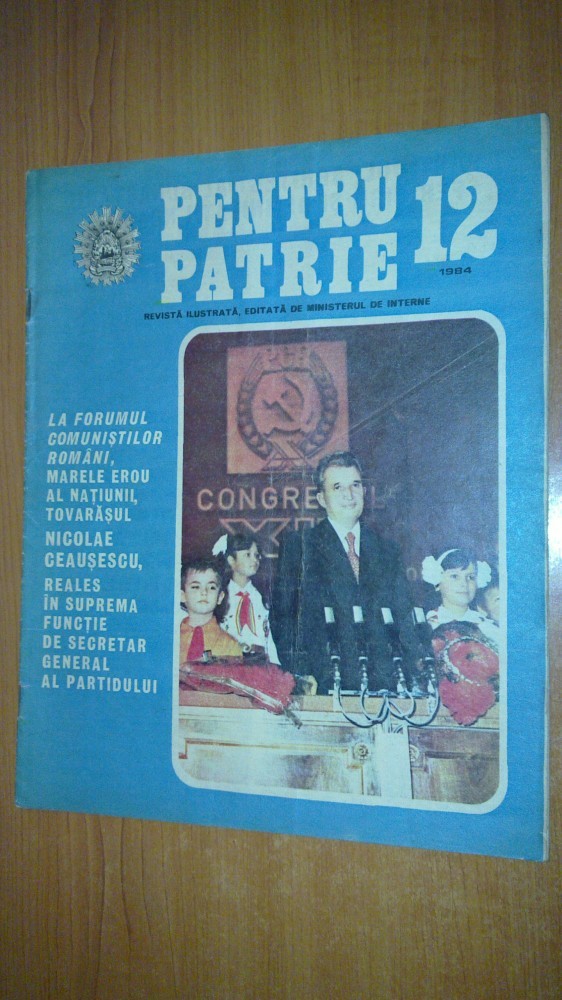 PENTRU
PATRIE 12
1984
REVISTĂ ILUSTRATĂ, EDITATĂ DE MINISTERUL DE INTERNE
LA FORUMUL
COMUNIȘTILOR
ROMÂNI,
MARELE EROU
AL NAȚIUNII,
TOVARĂȘUL
NICOLAE
CEAUȘESCU,
REALES
ÎN SUPREMA
FUNCȚIE
DE SECRETAR
GENERAL
AL PARTIDULUI
PCR